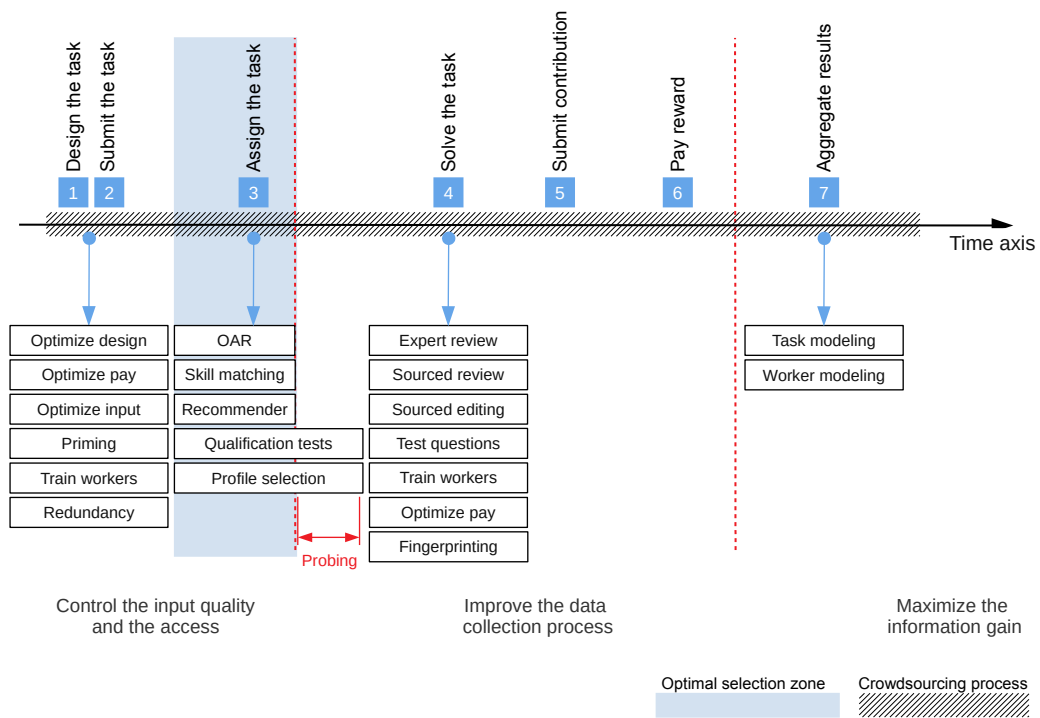 Design the task
Submit the task
Assign the task
Solve the task
Submit contribution
Pay reward
Aggregate results
1
2
3
4
5
6
7
Time axis
Optimize design
Optimize pay
Optimize input
Priming
Train workers
Redundancy
OAR
Skill matching
Recommender
Qualification tests
Profile selection
Probing
Expert review
Sourced review
Sourced editing
Test questions
Train workers
Optimize pay
Fingerprinting
Task modeling
Worker modeling
Control the input quality
and the access
Improve the data
collection process
Maximize the
information gain
Optimal selection zone
Crowdsourcing process